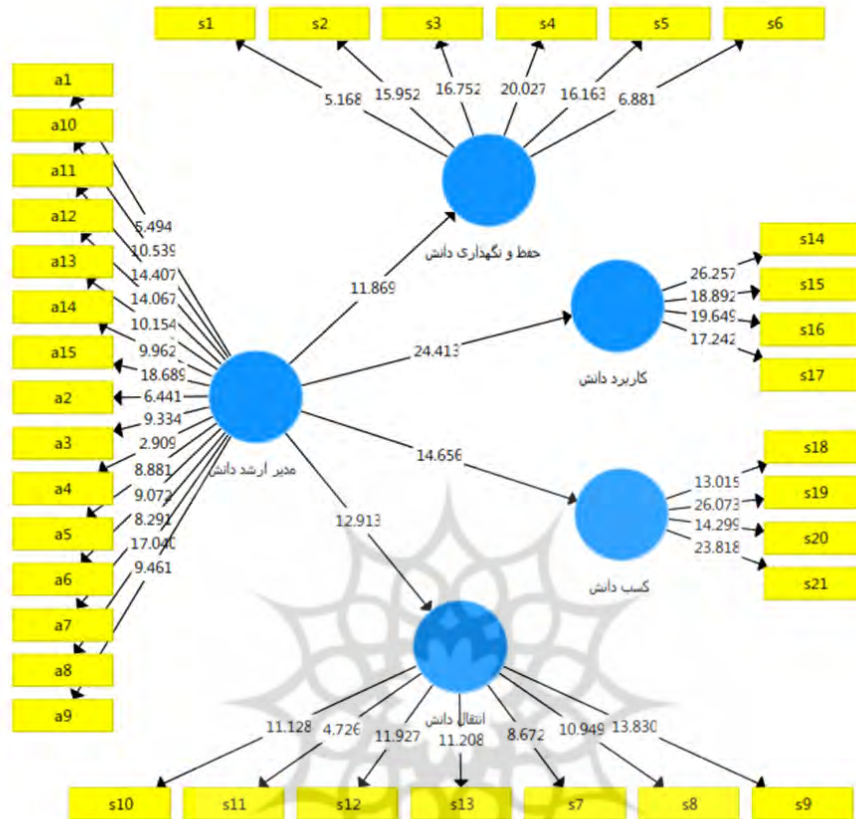 s1
s2
s3
s4
s5
s6
5.168
15.952
16.752
20.027
16.163
6.881
حفظ و نگهداری دانش
a1
a10
a11
a12
a13
a14
a15
a2
a3
a4
a5
a6
a7
a8
a9
5.494
10.539
14.407
14.067
10.154
9.962
18.689
6.441
9.334
2.909
8.881
9.072
8.291
17.040
9.461
مدیر ارشد دانش
11.869
24.413
14.656
12.913
کاربرد دانش
26.257
18.892
19.649
17.242
s14
s15
s16
s17
کسب دانش
13.015
26.073
14.299
23.818
s18
s19
s20
s21
انتقال دانش
11.128
4.726
11.927
11.208
8.672
10.949
13.830
s10
s11
s12
s13
s7
s8
s9